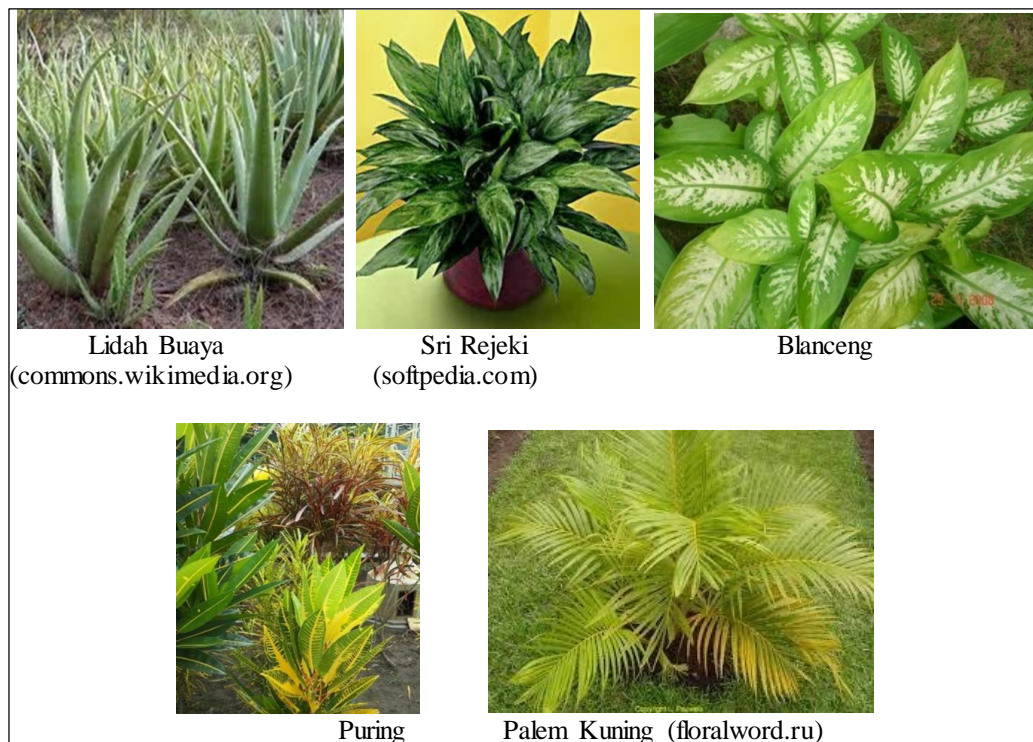 Lidah Buaya
(commons.wikimedia.org)
Sri Rejeki
(softpedia.com)
Blanceng
Puring
Palem Kuning (floralword.ru)